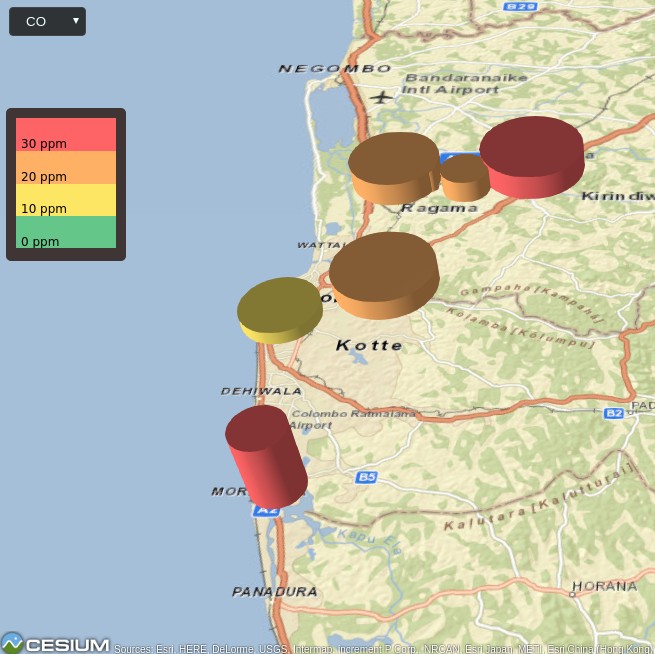 CO
B29
NEGOMBO
Bandaranaike
Intl Airport
30 ppm
20 ppm
10 ppm
0 ppm
Ragama
Kirindiw
WATTAL
Gampaha [Kampaha]
Kolamba [Kolumpu]
Kotte
DEHIWALA
Colombo Ratmalana
Airport
B2
PAD
B5
MOR
A2
Kalutara [Kaḷuttuṟai]
Kapu Ela
PANADURA
HORANA
CESIUM
Sources: Esri, HERE, DeLorme, USGS, Intermap, increment P Corp., NRCAN, Esri Japan, METI, Esri China (Hong Kong),